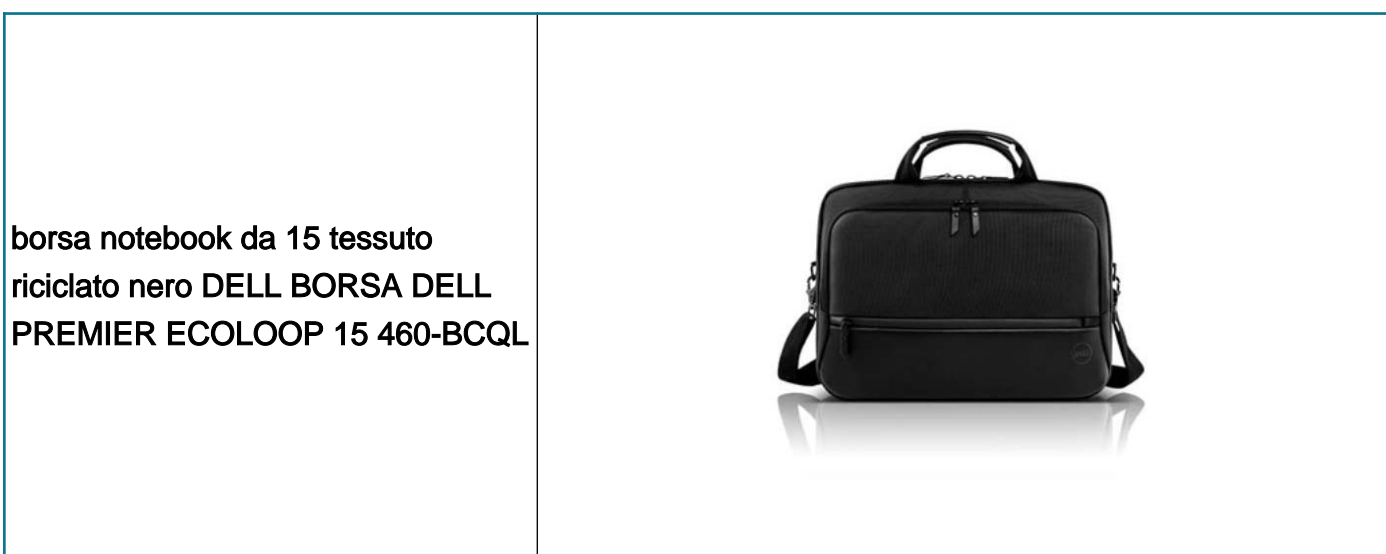 borsa notebook da 15 tessuto
riciclato nero DELL BORSA DELL
PREMIER ECOLOOP 15 460-BCQL